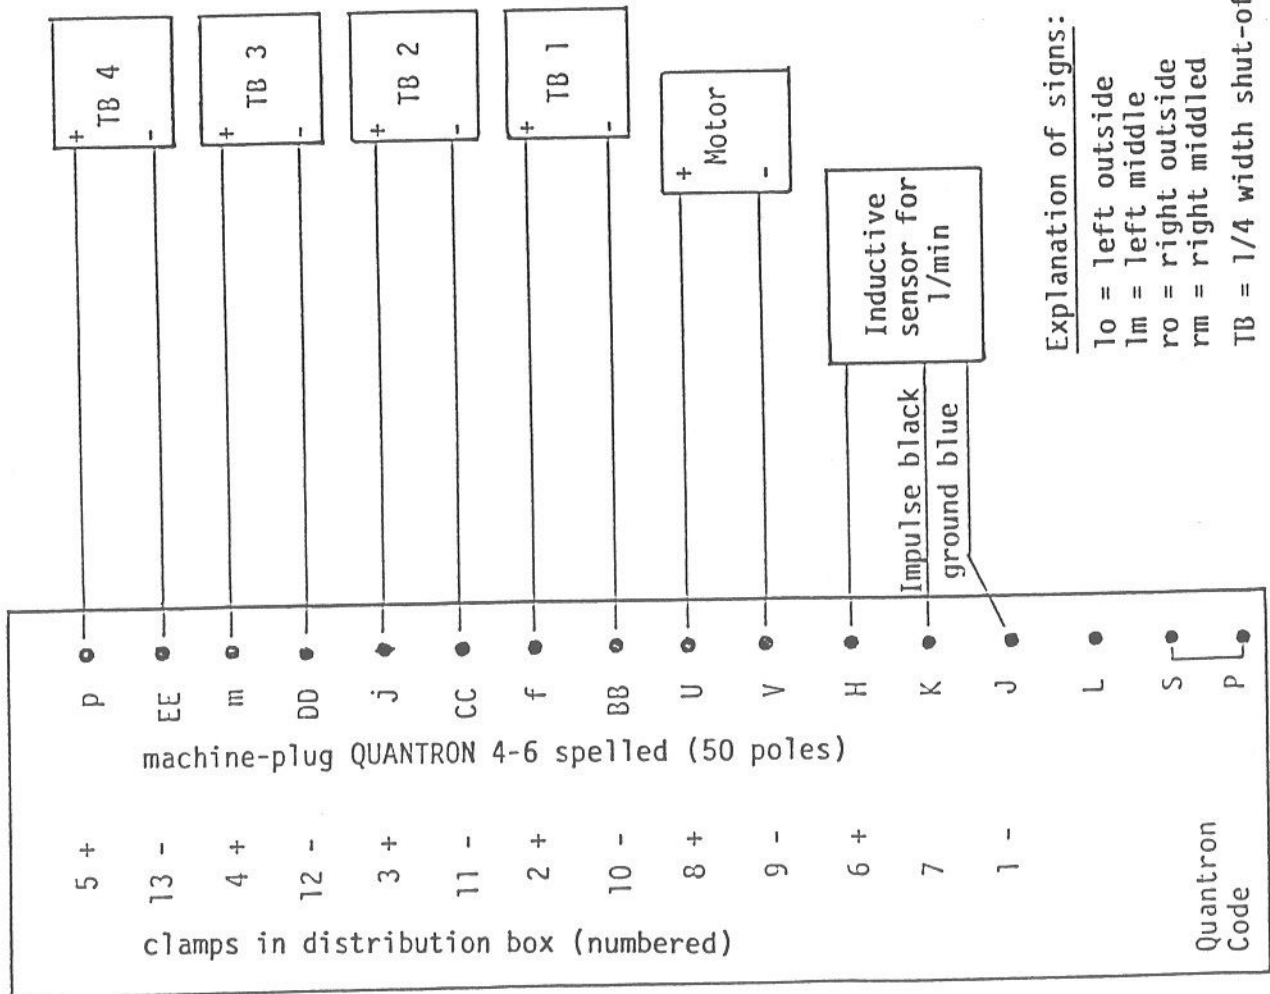 TB 4
+
-
TB 3
+
-
TB 2
+
-
TB 1
+
-
Motor
+
-
Inductive
sensor for
l/min
Impulse black
ground blue
Explanation of signs:
lo = left outside
lm = left middle
ro = right outside
rm = right middled
TB = 1/4 width shut-of
p
EE
m
DD
j
CC
f
BB
U
V
H
K
J
L
S
P
machine-plug QUANTRON 4-6 spelled (50 poles)
5 +
13 -
4 +
12 -
3 +
11 -
2 +
10 -
8 +
9 -
6 +
7
1 -
Quantron
Code
clamps in distribution box (numbered)